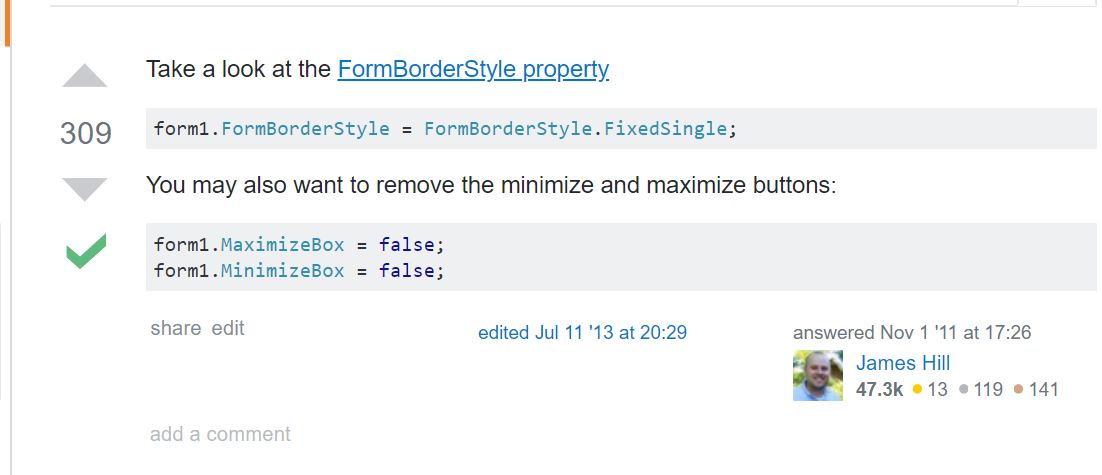 Take a look at the FormBorderStyle property
309
form1.FormBorderStyle = FormBorderStyle.FixedSingle;
You may also want to remove the minimize and maximize buttons:
form1.MaximizeBox = false;
form1.MinimizeBox = false;
share edit
edited Jul 11 '13 at 20:29
answered Nov 1 '11 at 17:26
James Hill
47.3k 13 119 141
add a comment